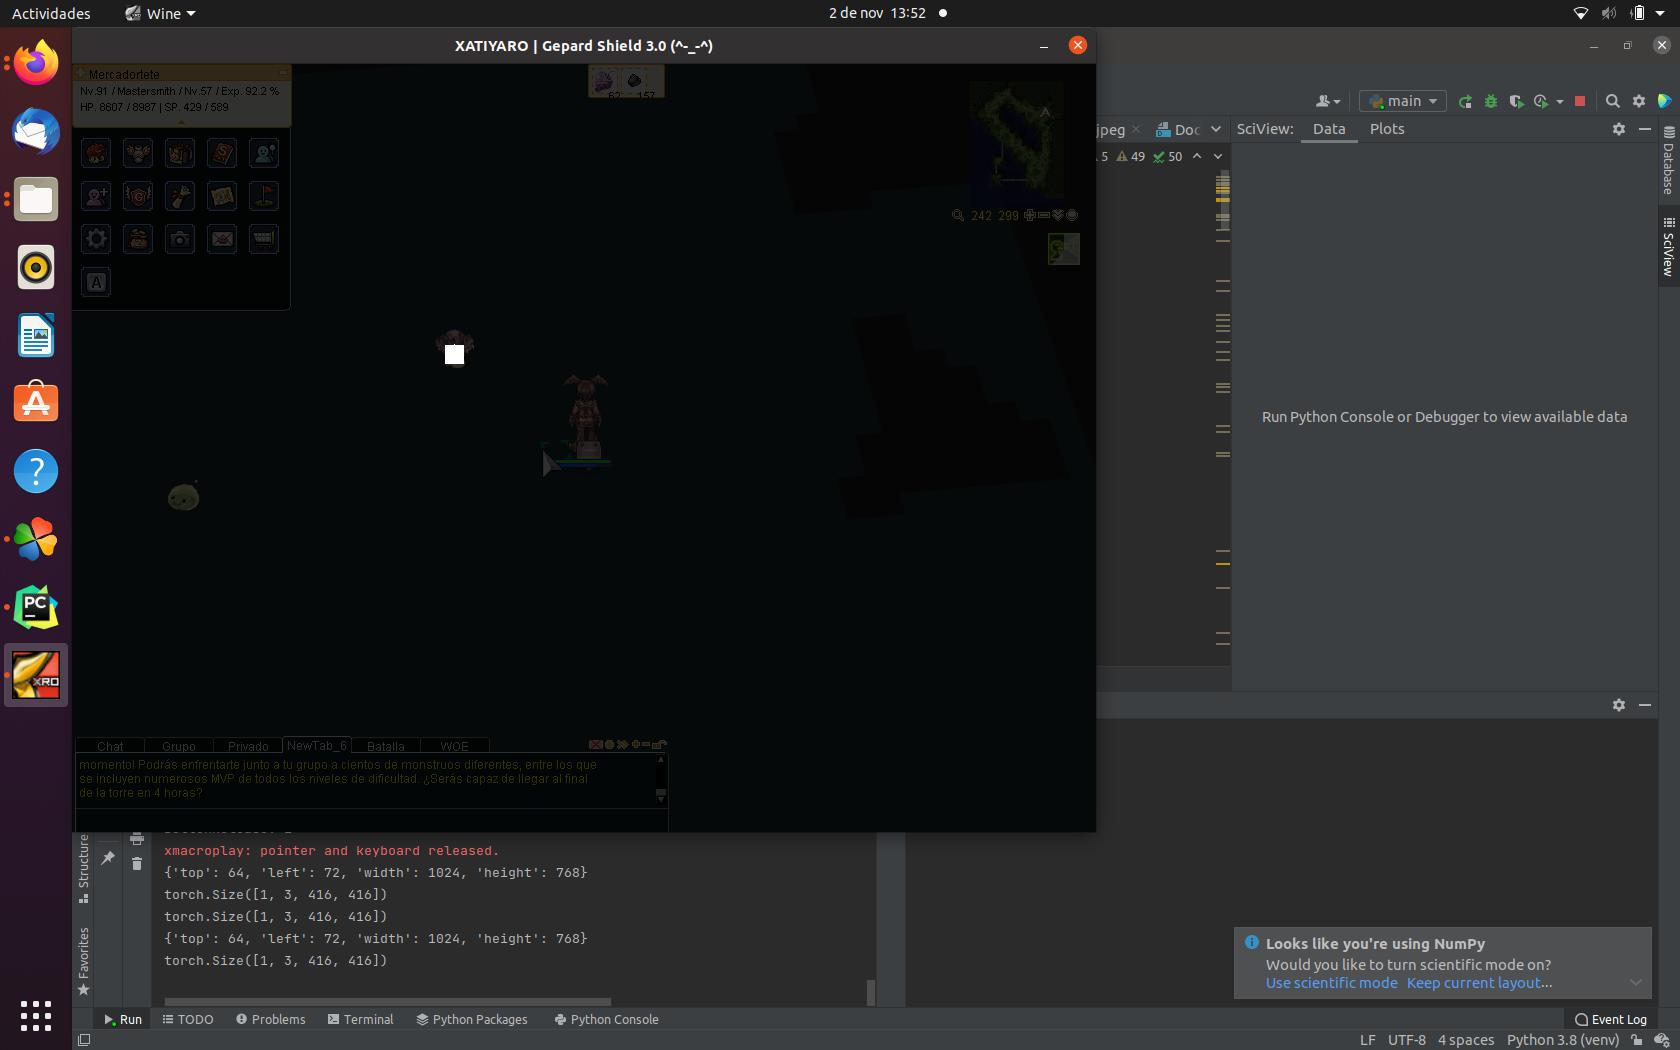 Actividades
Wine
2 de nov 13:52
XATIYARO | Gepard Shield 3.0 (^-_-^)
Mercadortete
Nv.91 / Mastersmith / Nv.57 / Exp. 92.2 %
HP. 8607 / 8987 | SP. 429 / 589
62 157
242 299
main
jpeg
Doc
5 49 50
SciView: Data Plots
Database
SciView
Run Python Console or Debugger to view available data
PC
XRO
A
Chat Grupo Privado NewTab_6 Batalla WOE
momento! Podrás enfrentarte junto a tu grupo a cientos de monstruos diferentes, entre los que
se incluyen numerosos MVP de todos los niveles de dificultad. ¿Serás capaz de llegar al final
de la torre en 4 horas?
Structure
Favorites
xmacroplay: pointer and keyboard released.
{'top': 64, 'left': 72, 'width': 1024, 'height': 768}
torch.Size([1, 3, 416, 416])
torch.Size([1, 3, 416, 416])
{'top': 64, 'left': 72, 'width': 1024, 'height': 768}
torch.Size([1, 3, 416, 416])
Looks like you're using NumPy
Would you like to turn scientific mode on?
Use scientific mode Keep current layout...
Run TODO Problems Terminal Python Packages Python Console
Event Log
LF UTF-8 4 spaces Python 3.8 (venv)